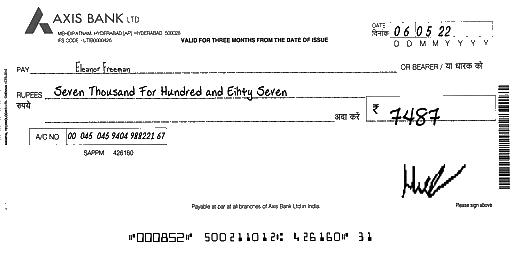 AXIS BANK LTD
MEHDIPATNAM, HYDERABAD [AP] HYDERABAD 500028
IFS CODE - UTIB0000426
VALID FOR THREE MONTHS FROM THE DATE OF ISSUE
DATE
दिनांक 06 05 22
D D M M Y Y Y Y
PAY Eleanor Freeman OR BEARER / या धारक को
RUPEES Seven Thousand For Hundred and Eihty Seven
रुपये अदा करें ₹ 7487
A/C NO 00 045 045 9404 988221 67
SAPPM 426160
Payable at par at all branches of Axis Bank Ltd in India.
Please sign above
⑈000852⑈ 500211012⑆ 426160⑈ 31